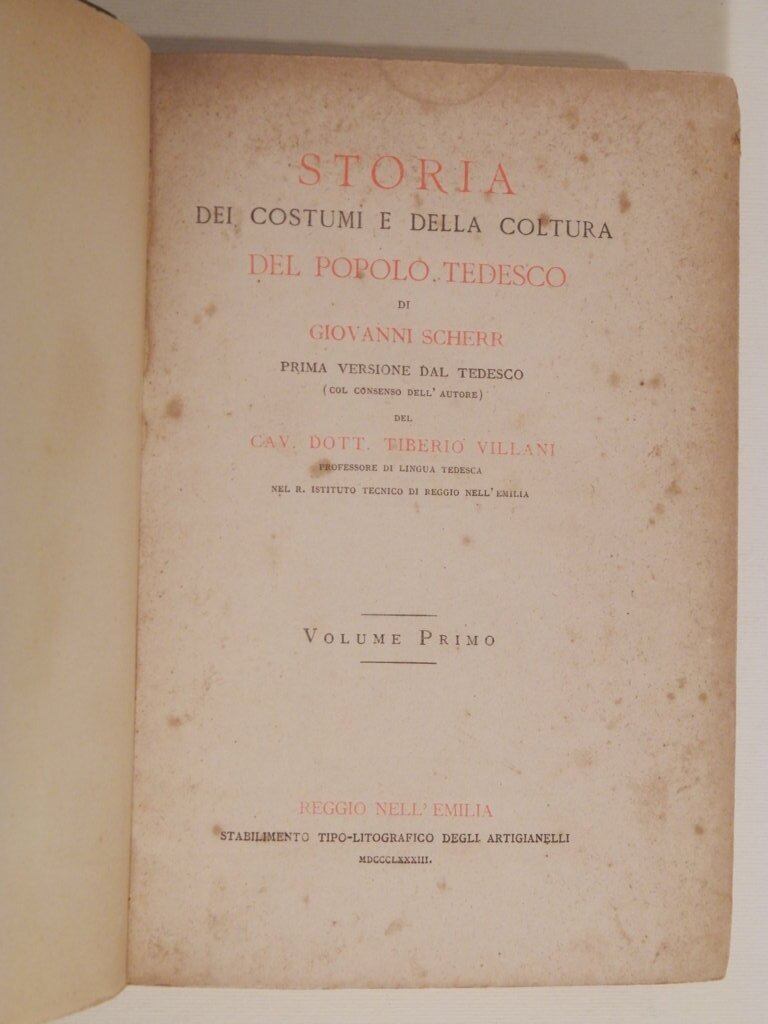 STORIA
DEI COSTUMI E DELLA COLTURA
DEL POPOLO TEDESCO
DI
GIOVANNI SCHERR
PRIMA VERSIONE DAL TEDESCO
(COL CONSENSO DELL' AUTORE)
DEL
CAV. DOTT. TIBERIO VILLANI
PROFESSORE DI LINGUA TEDESCA
NEL R. ISTITUTO TECNICO DI REGGIO NELL' EMILIA
VOLUME PRIMO
REGGIO NELL' EMILIA
STABILIMENTO TIPO-LITOGRAFICO DEGLI ARTIGIANELLI
MDCCCLXXXIII.